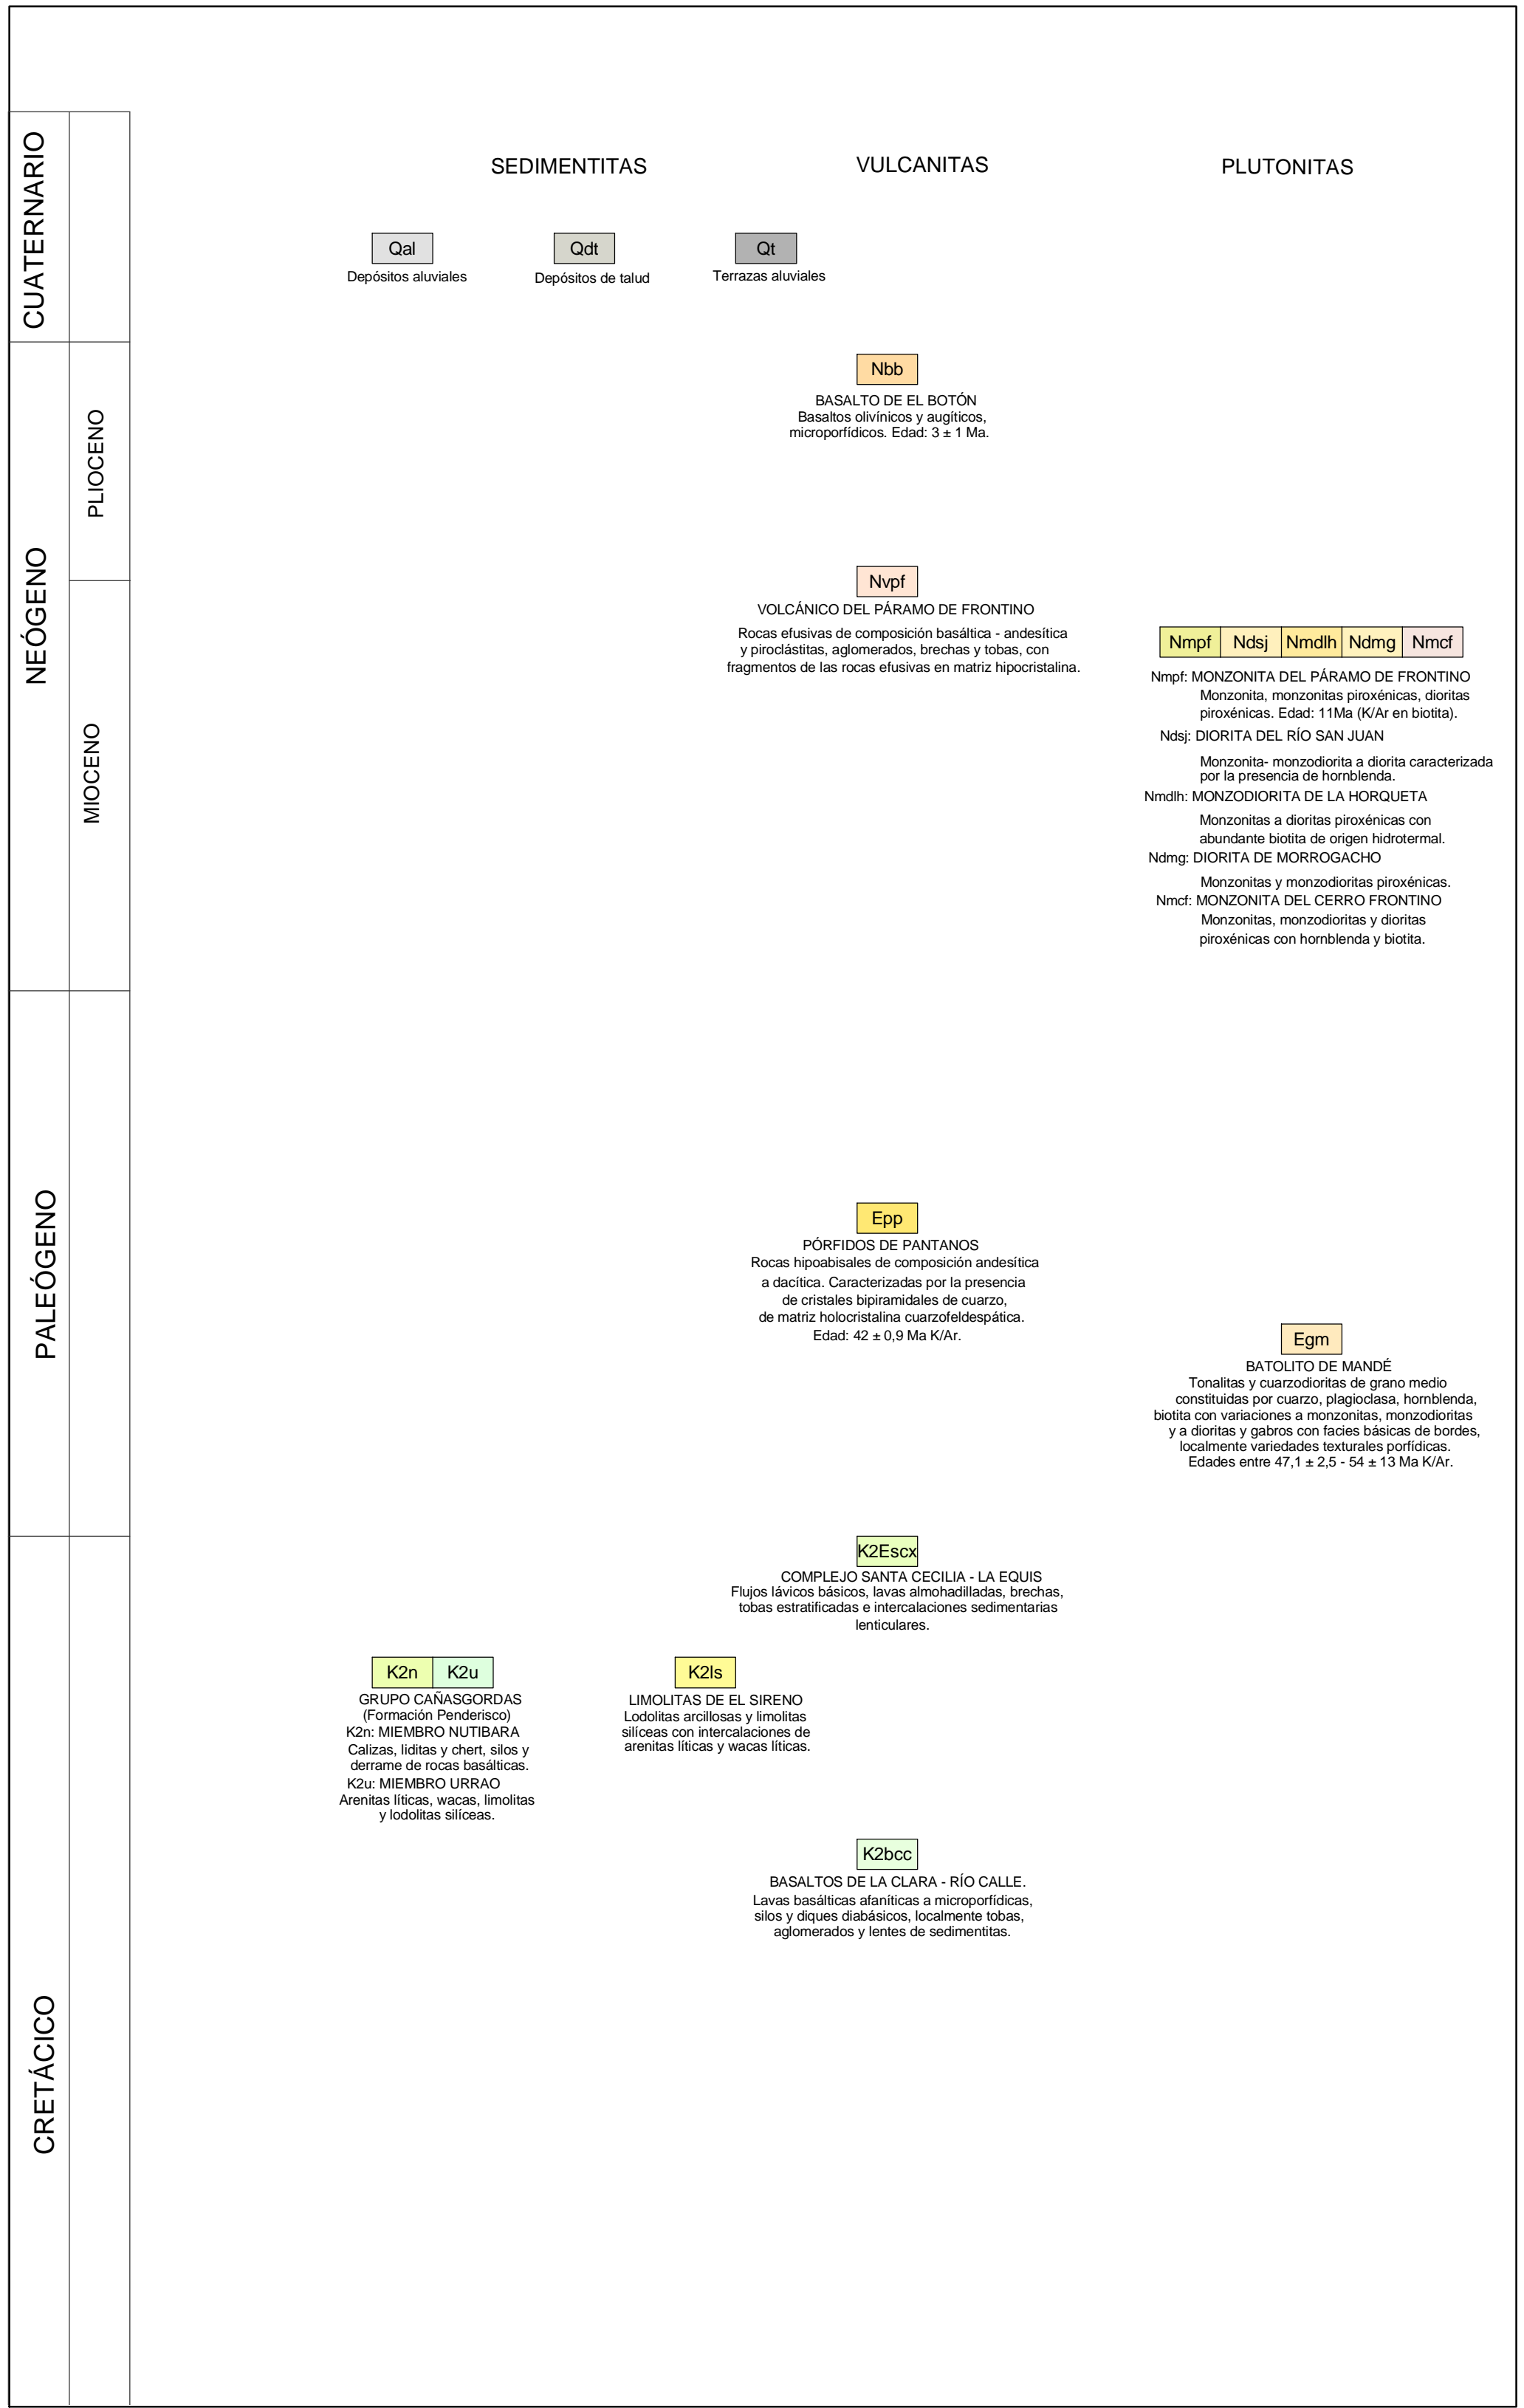 SEDIMENTITAS
VULCANITAS
PLUTONITAS
CUATERNARIO
Qal
Depósitos aluviales
Qdt
Depósitos de talud
Qt
Terrazas aluviales
NEÓGENO
PLIOCENO
Nbb
BASALTO DE EL BOTÓN
Basaltos olivínicos y augíticos,
microporfídicos. Edad: 3 ± 1 Ma.
MIOCENO
Nvpf
VOLCÁNICO DEL PÁRAMO DE FRONTINO
Rocas efusivas de composición basáltica - andesítica
y piroclástitas, aglomerados, brechas y tobas, con
fragmentos de las rocas efusivas en matriz hipocristalina.
Nmpf Ndsj Nmdlh Ndmg Nmcf
Nmpf: MONZONITA DEL PÁRAMO DE FRONTINO
Monzonita, monzonitas piroxénicas, dioritas
piroxénicas. Edad: 11Ma (K/Ar en biotita).
Ndsj: DIORITA DEL RÍO SAN JUAN
Monzonita- monzodiorita a diorita caracterizada
por la presencia de hornblenda.
Nmdlh: MONZODIORITA DE LA HORQUETA
Monzonitas a dioritas piroxénicas con
abundante biotita de origen hidrotermal.
Ndmg: DIORITA DE MORROGACHO
Monzonitas y monzodioritas piroxénicas.
Nmcf: MONZONITA DEL CERRO FRONTINO
Monzonitas, monzodioritas y dioritas
piroxénicas con hornblenda y biotita.
PALEÓGENO
Epp
PÓRFIDOS DE PANTANOS
Rocas hipoabisales de composición andesítica
a dacítica. Caracterizadas por la presencia
de cristales bipiramidales de cuarzo,
de matriz holocristalina cuarzofeldespática.
Edad: 42 ± 0,9 Ma K/Ar.
Egm
BATOLITO DE MANDÉ
Tonalitas y cuarzodioritas de grano medio
constituidas por cuarzo, plagioclasa, hornblenda,
biotita con variaciones a monzonitas, monzodioritas
y a dioritas y gabros con facies básicas de bordes,
localmente variedades texturales porfídicas.
Edades entre 47,1 ± 2,5 - 54 ± 13 Ma K/Ar.
CRETÁCICO
K2Escx
COMPLEJO SANTA CECILIA - LA EQUIS
Flujos lávicos básicos, lavas almohadilladas, brechas,
tobas estratificadas e intercalaciones sedimentarias
lenticulares.
K2n K2u
GRUPO CAÑASGORDAS
(Formación Penderisco)
K2n: MIEMBRO NUTIBARA
Calizas, liditas y chert, silos y
derrame de rocas basálticas.
K2u: MIEMBRO URRAO
Arenitas líticas, wacas, limolitas
y lodolitas silíceas.
K2ls
LIMOLITAS DE EL SIRENO
Lodolitas arcillosas y limolitas
silíceas con intercalaciones de
arenitas líticas y wacas líticas.
K2bcc
BASALTOS DE LA CLARA - RÍO CALLE.
Lavas basálticas afaníticas a microporfídicas,
silos y diques diabásicos, localmente tobas,
aglomerados y lentes de sedimentitas.